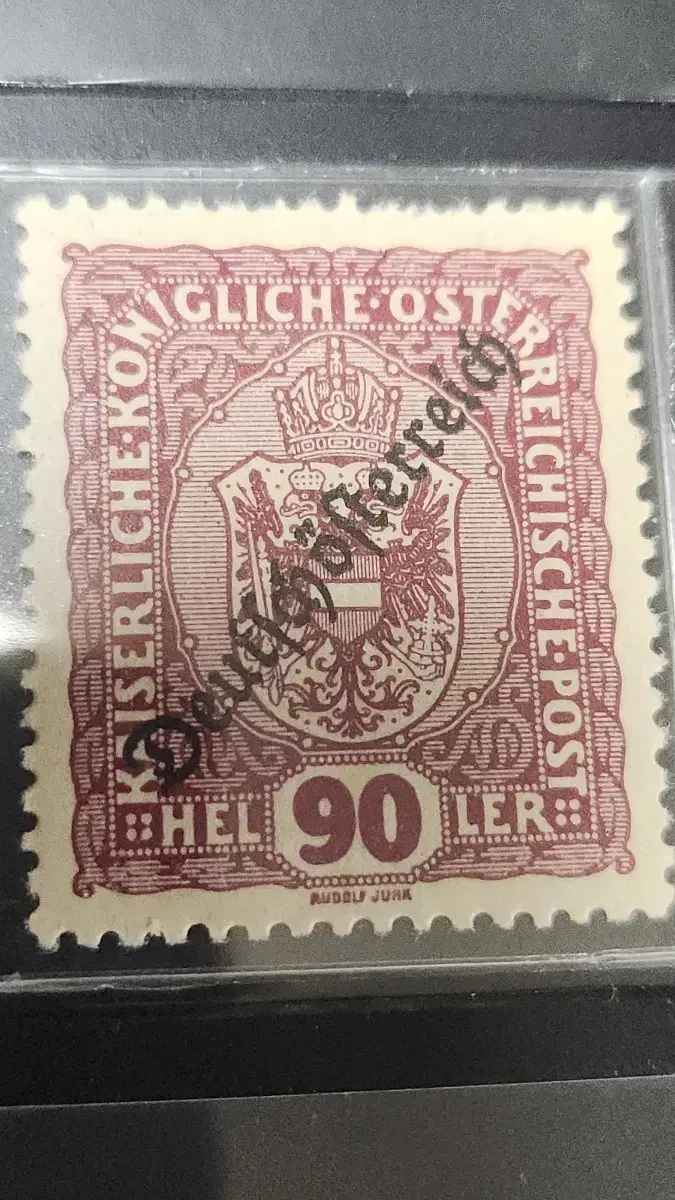 KAISERLICHE·KÖNIGLICHE·ÖSTERREICHISCHE·POST
Deutschösterreich
HEL 90 LER
RUDOLF JUNK